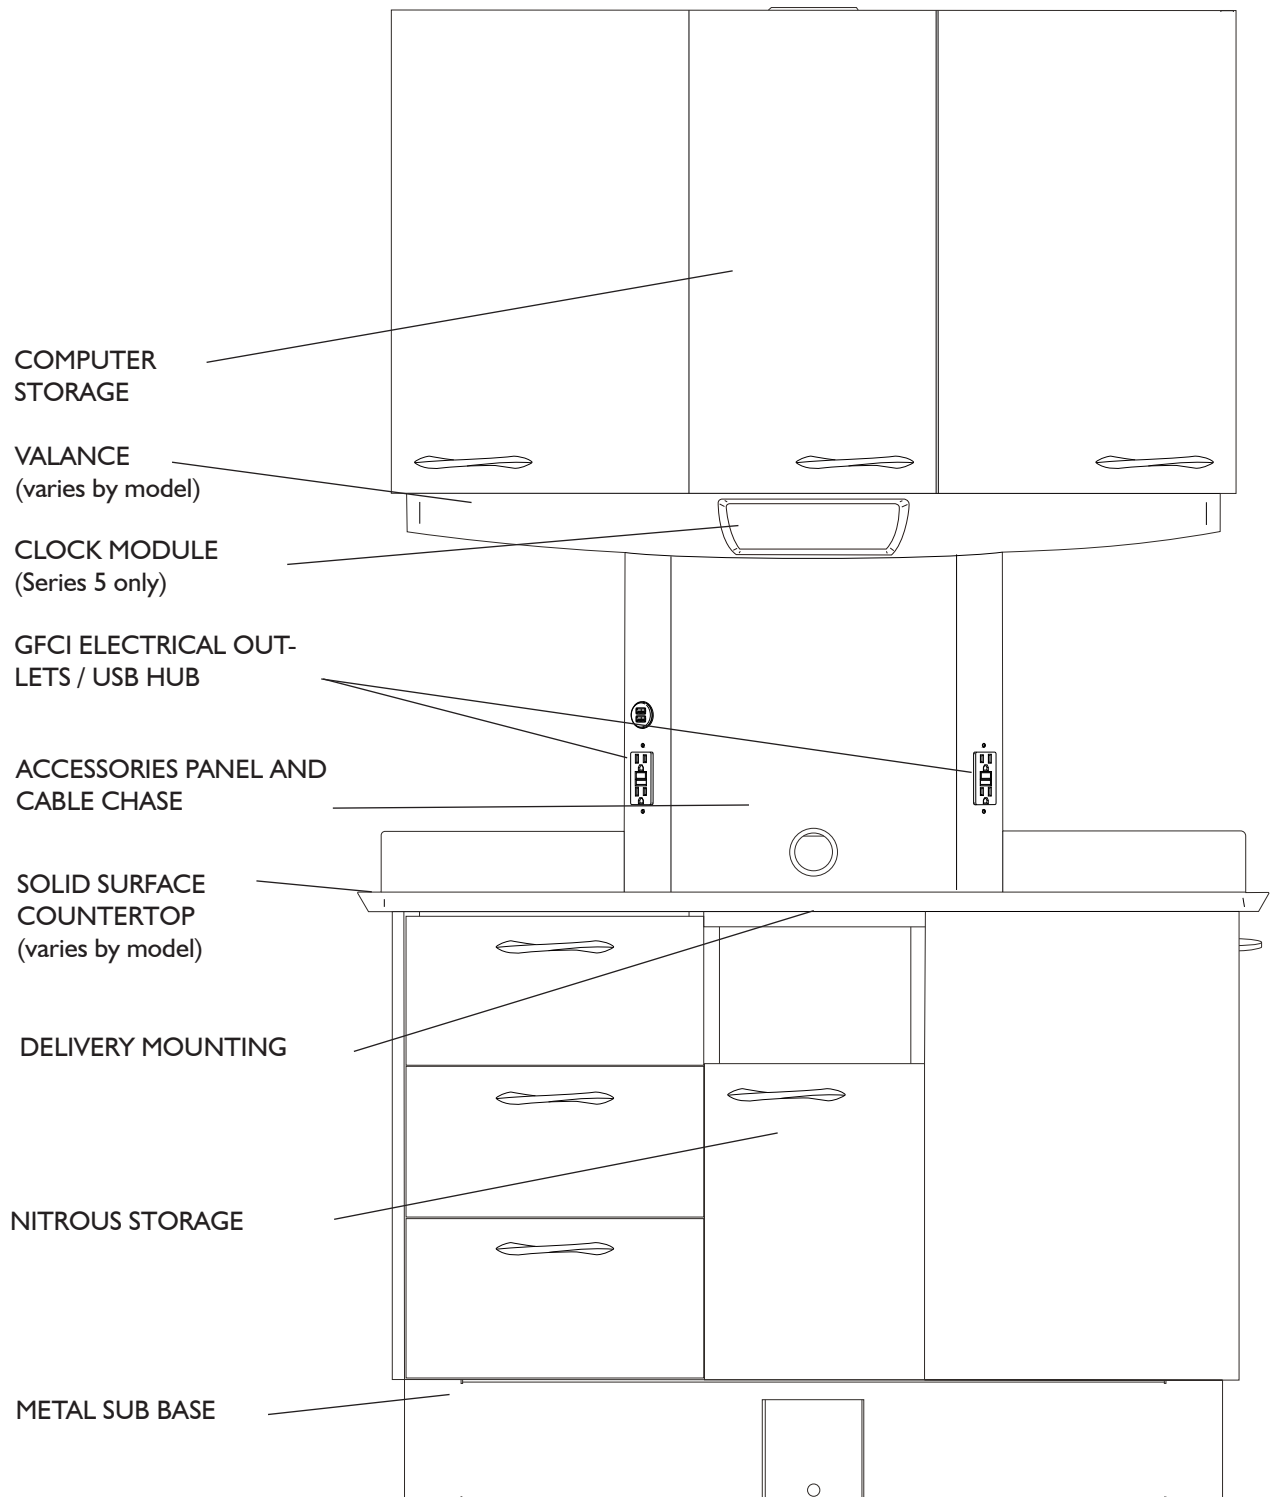 COMPUTER
STORAGE
VALANCE
(varies by model)
CLOCK MODULE
(Series 5 only)
GFCI ELECTRICAL OUT-
LETS / USB HUB
ACCESSORIES PANEL AND
CABLE CHASE
SOLID SURFACE
COUNTERTOP
(varies by model)
DELIVERY MOUNTING
NITROUS STORAGE
METAL SUB BASE